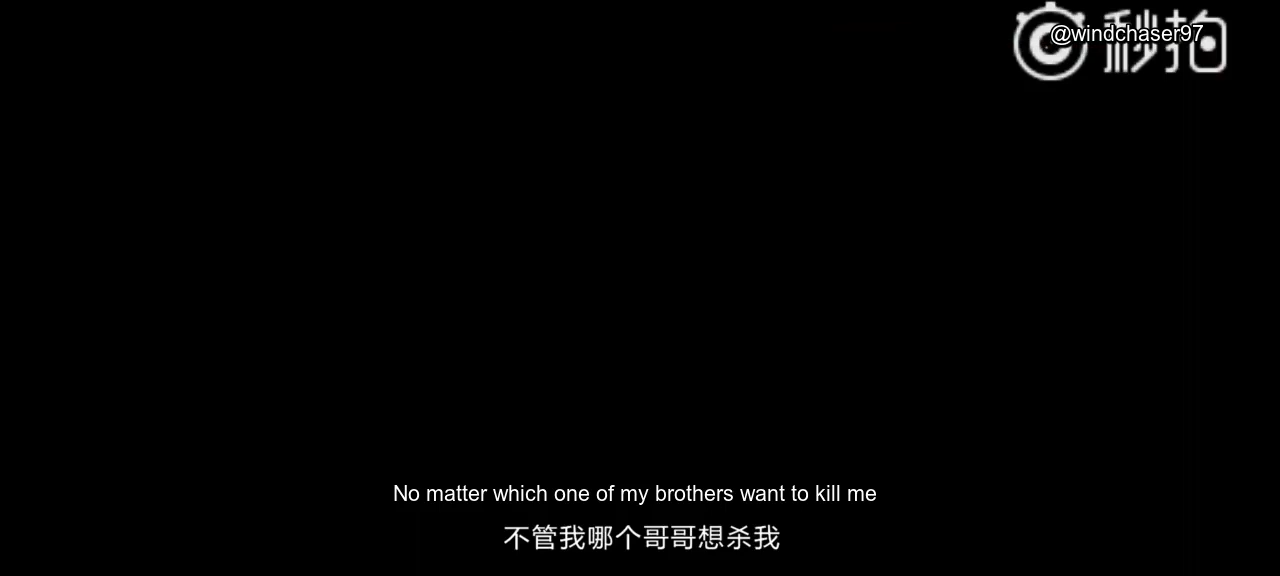 秒拍
@windchaser97
No matter which one of my brothers want to kill me
不管我哪个哥哥想杀我